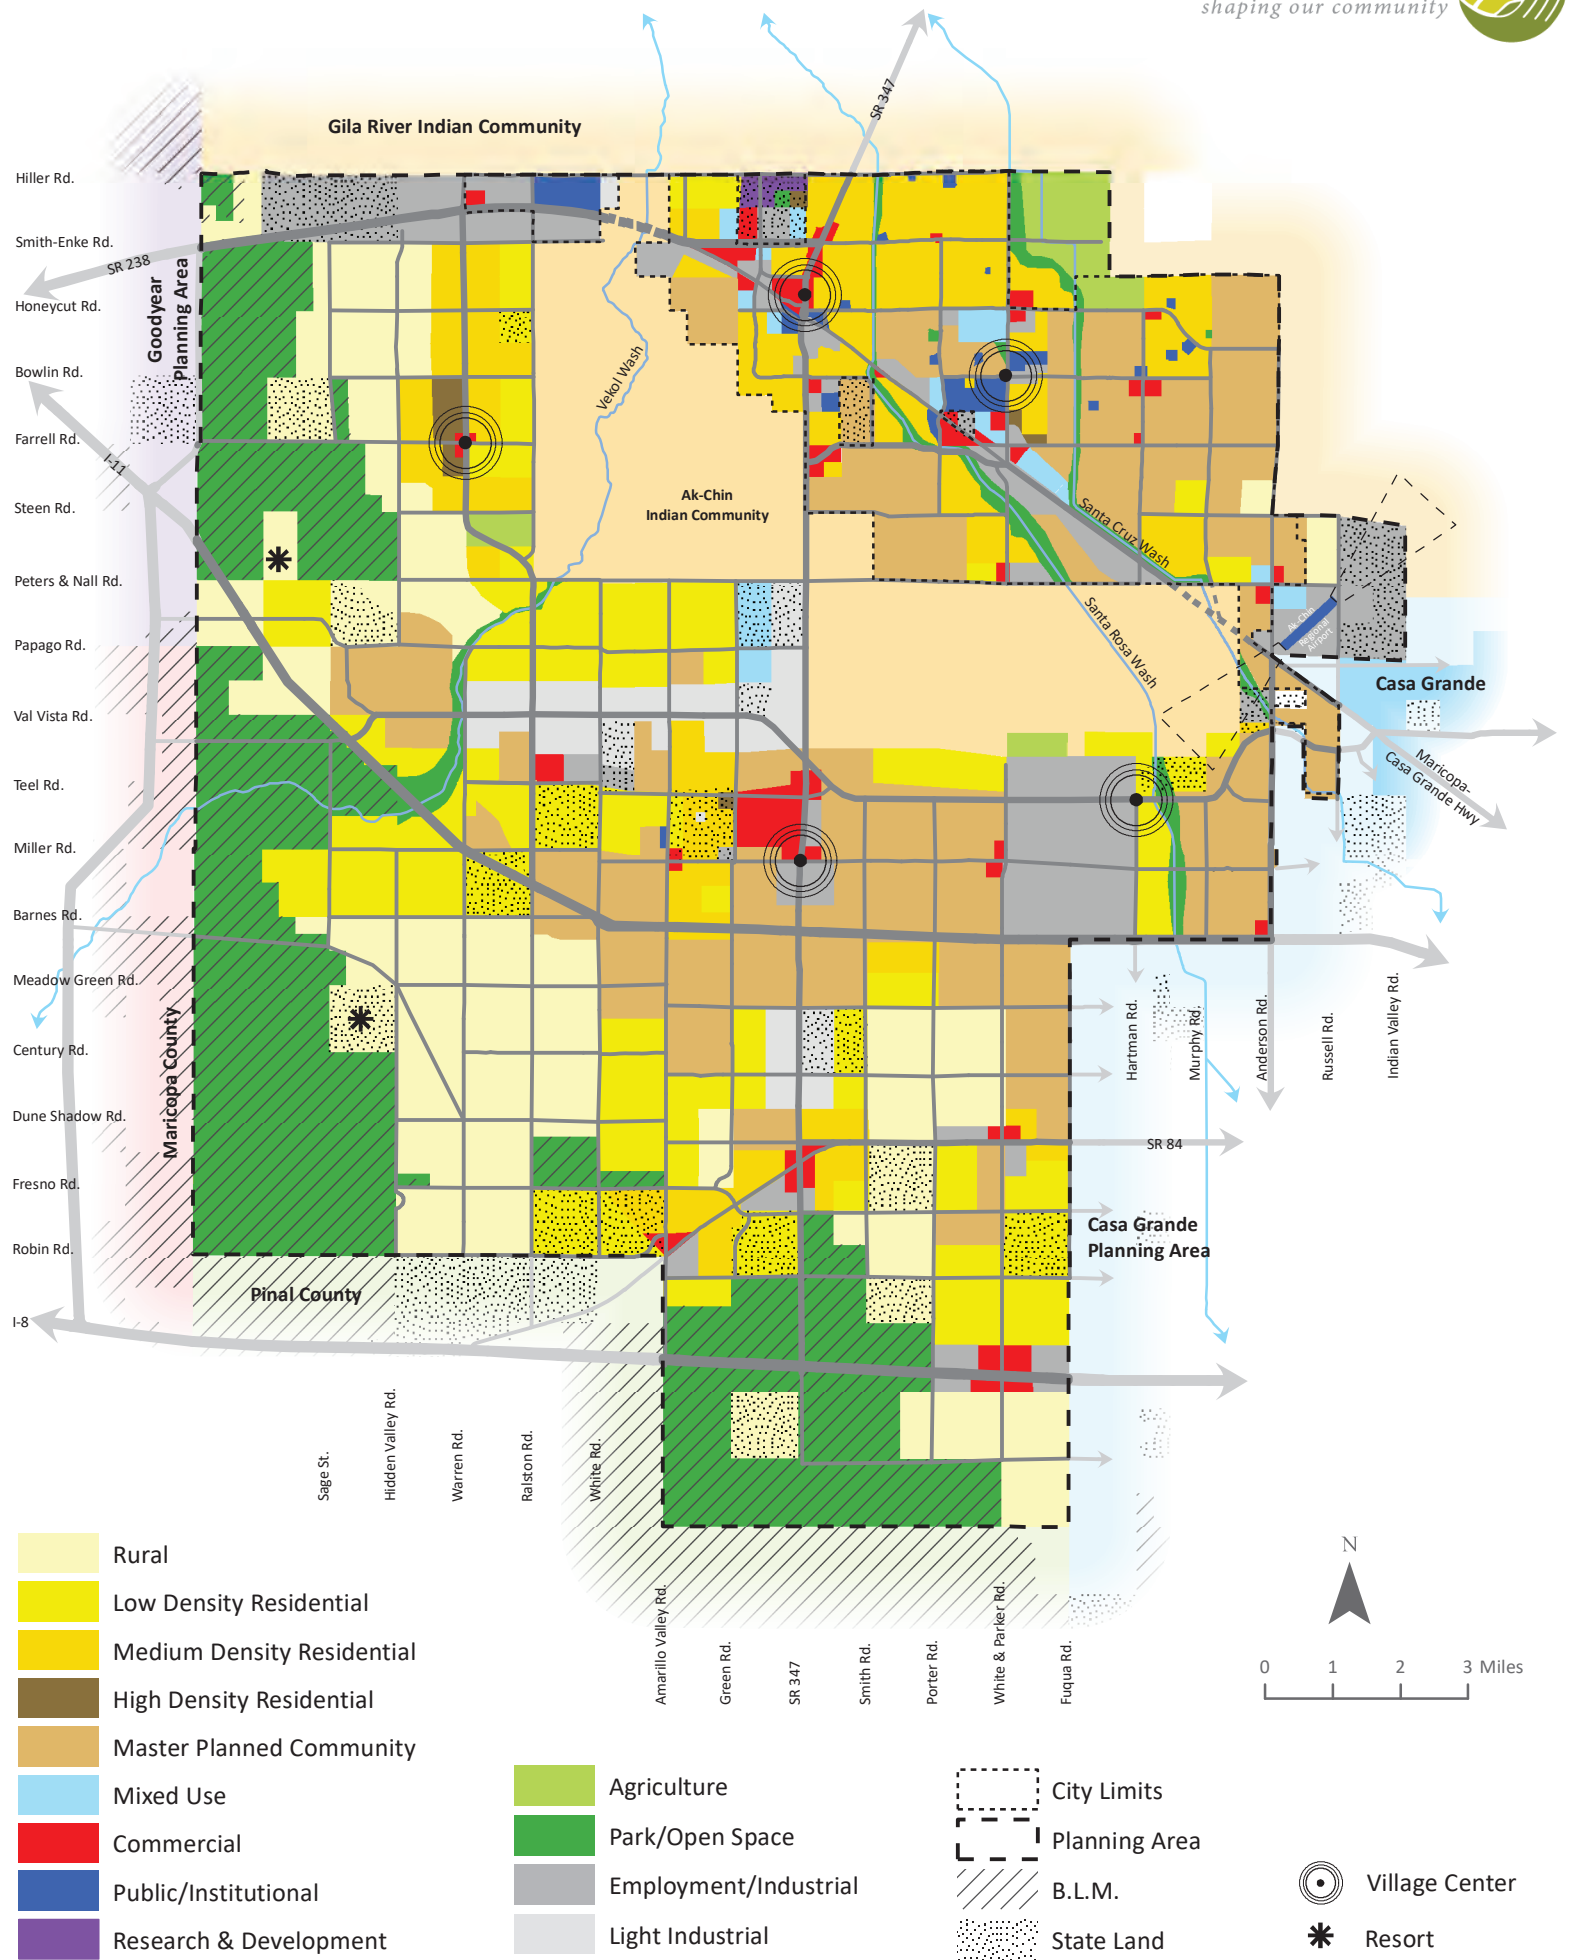 shaping our community
SR 347
Gila River Indian Community
Hiller Rd.
Smith-Enke Rd.
SR 238
Honeycut Rd.
Goodyear
Planning Area
Bowlin Rd.
Vekol Wash
Farrell Rd.
I-11
Ak-Chin
Indian Community
Steen Rd.
Santa Cruz Wash
Peters & Nall Rd.
Santa Rosa Wash
Ak-Chin
Regional
Airport
Papago Rd.
Casa Grande
Val Vista Rd.
Maricopa-
Casa Grande Hwy
Teel Rd.
Miller Rd.
Barnes Rd.
Meadow Green Rd.
Maricopa County
Hartman Rd.
Murphy Rd.
Anderson Rd.
Russell Rd.
Indian Valley Rd.
Century Rd.
Dune Shadow Rd.
SR 84
Fresno Rd.
Casa Grande
Planning Area
Robin Rd.
Pinal County
I-8
Sage St.
Hidden Valley Rd.
Warren Rd.
Ralston Rd.
White Rd.
Amarillo Valley Rd.
Green Rd.
SR 347
Smith Rd.
Porter Rd.
White & Parker Rd.
Fuqua Rd.
N
0 1 2 3 Miles
Rural
Low Density Residential
Medium Density Residential
High Density Residential
Master Planned Community
Mixed Use
Commercial
Public/Institutional
Research & Development
Agriculture
Park/Open Space
Employment/Industrial
Light Industrial
City Limits
Planning Area
B.L.M.
State Land
Village Center
Resort